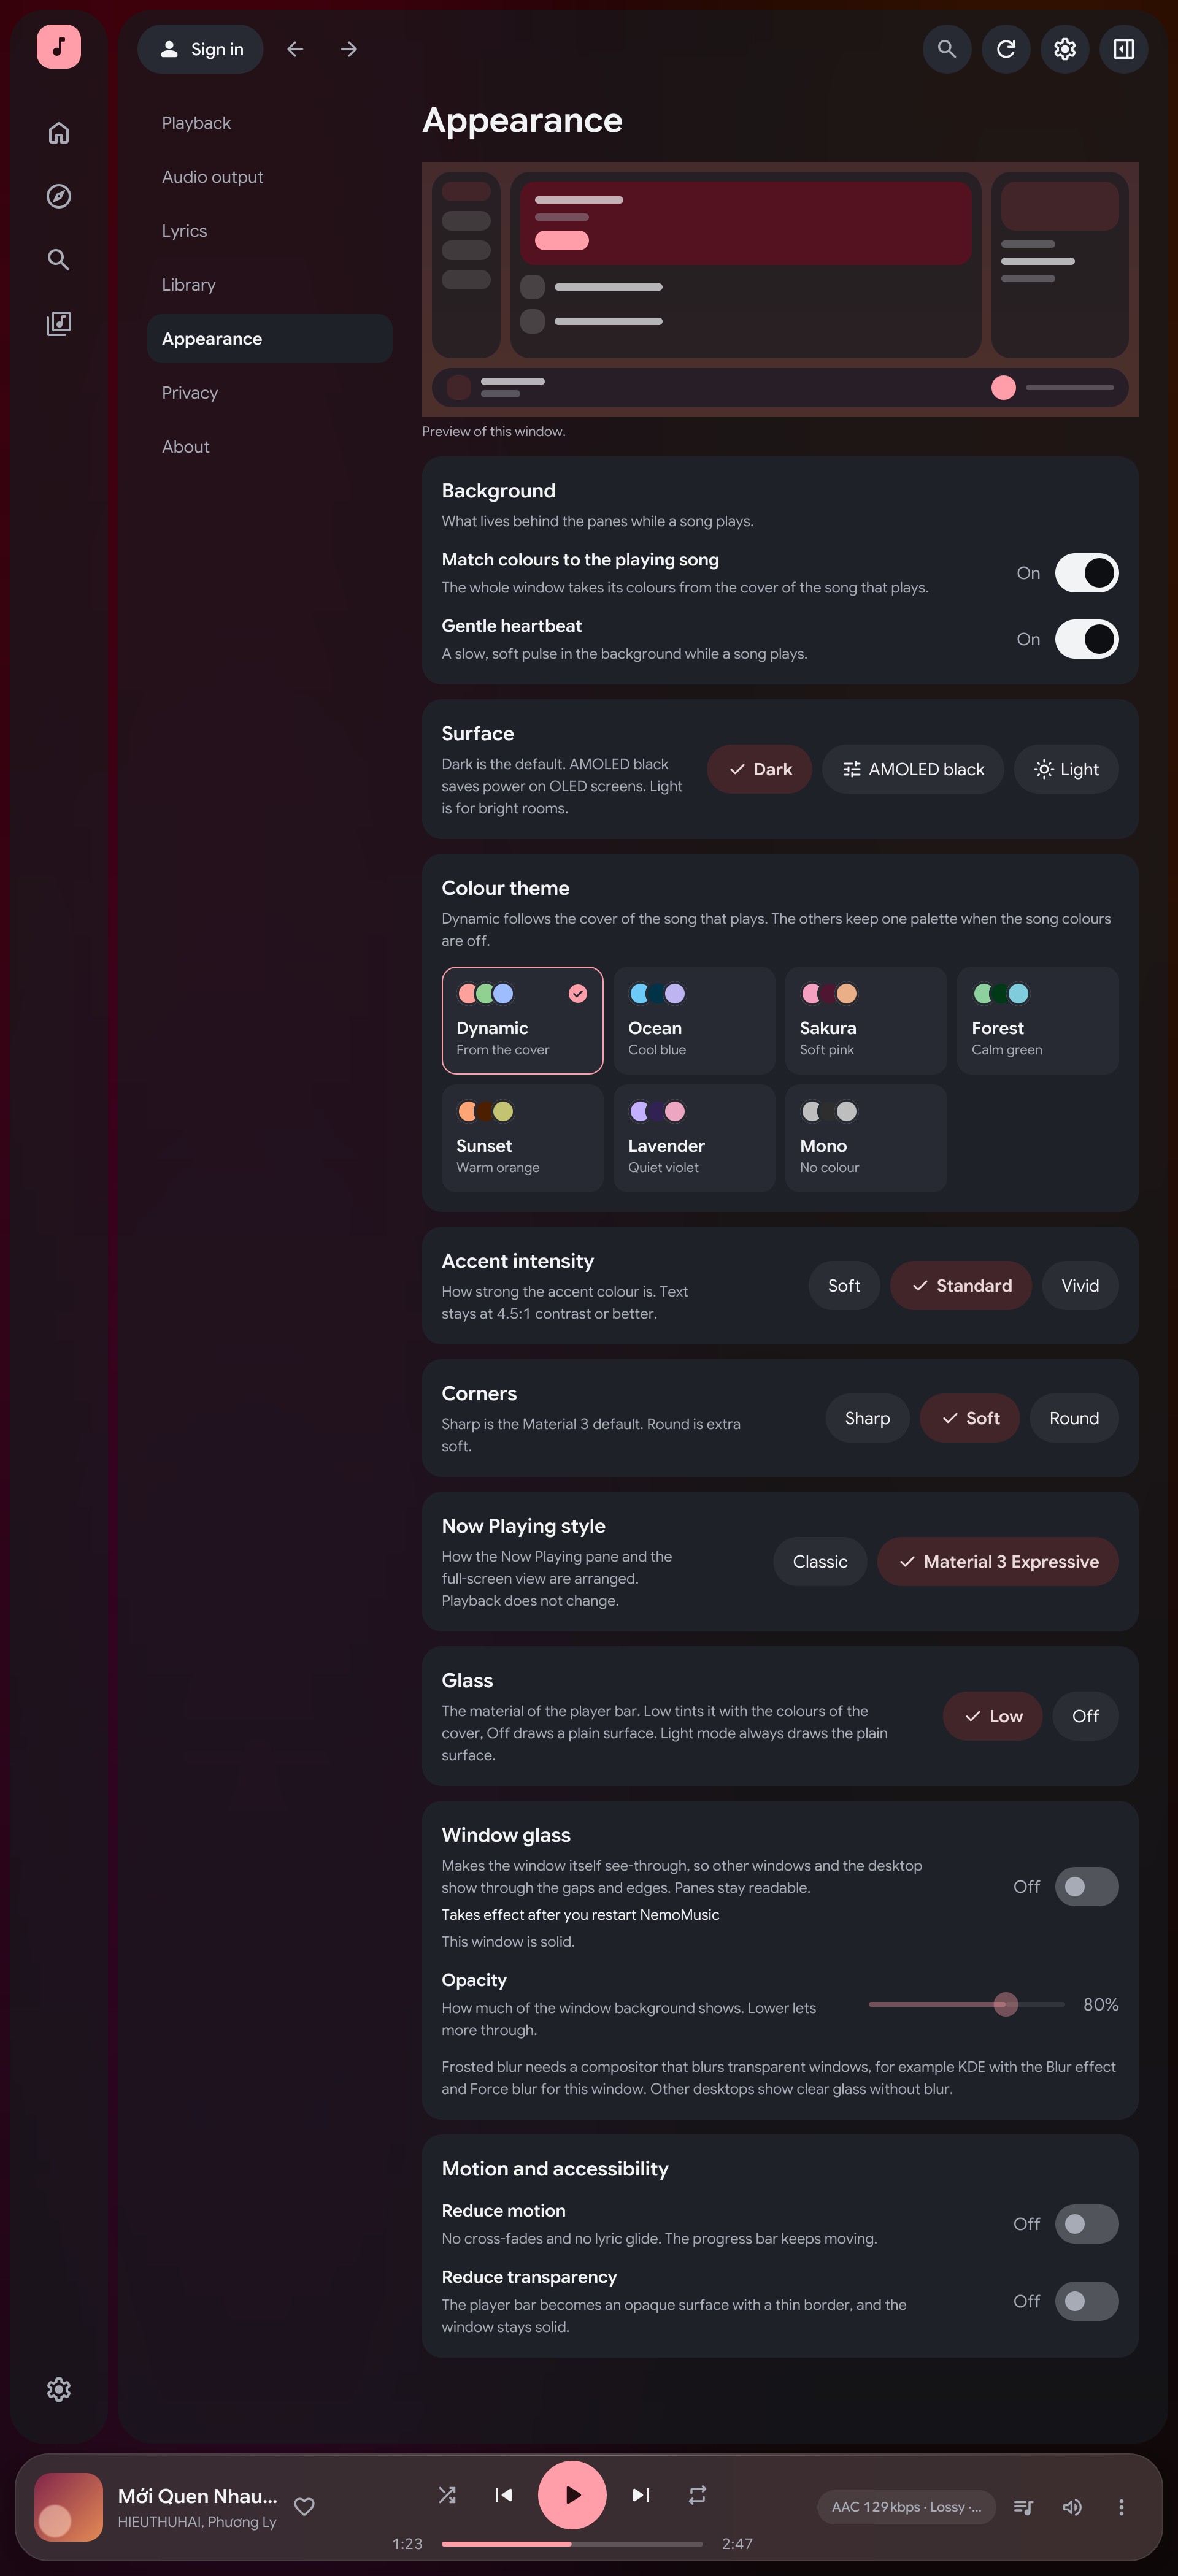 Sign in
Playback
Audio output
Lyrics
Library
Appearance
Privacy
About
Appearance
Preview of this window.
Background
What lives behind the panes while a song plays.
Match colours to the playing song
The whole window takes its colours from the cover of the song that plays.
On
Gentle heartbeat
A slow, soft pulse in the background while a song plays.
On
Surface
Dark is the default. AMOLED black
saves power on OLED screens. Light
is for bright rooms.
Dark
AMOLED black
Light
Colour theme
Dynamic follows the cover of the song that plays. The others keep one palette when the song colours
are off.
Dynamic
From the cover
Ocean
Cool blue
Sakura
Soft pink
Forest
Calm green
Sunset
Warm orange
Lavender
Quiet violet
Mono
No colour
Accent intensity
How strong the accent colour is. Text
stays at 4.5:1 contrast or better.
Soft
Standard
Vivid
Corners
Sharp is the Material 3 default. Round is extra
soft.
Sharp
Soft
Round
Now Playing style
How the Now Playing pane and the
full-screen view are arranged.
Playback does not change.
Classic
Material 3 Expressive
Glass
The material of the player bar. Low tints it with the colours of the
cover, Off draws a plain surface. Light mode always draws the plain
surface.
Low
Off
Window glass
Makes the window itself see-through, so other windows and the desktop
show through the gaps and edges. Panes stay readable.
Takes effect after you restart NemoMusic
This window is solid.
Off
Opacity
How much of the window background shows. Lower lets
more through.
80%
Frosted blur needs a compositor that blurs transparent windows, for example KDE with the Blur effect
and Force blur for this window. Other desktops show clear glass without blur.
Motion and accessibility
Reduce motion
No cross-fades and no lyric glide. The progress bar keeps moving.
Off
Reduce transparency
The player bar becomes an opaque surface with a thin border, and the
window stays solid.
Off
Mới Quen Nhau...
HIEUTHUHAI, Phương Ly
1:23
2:47
AAC 129 kbps · Lossy ·...